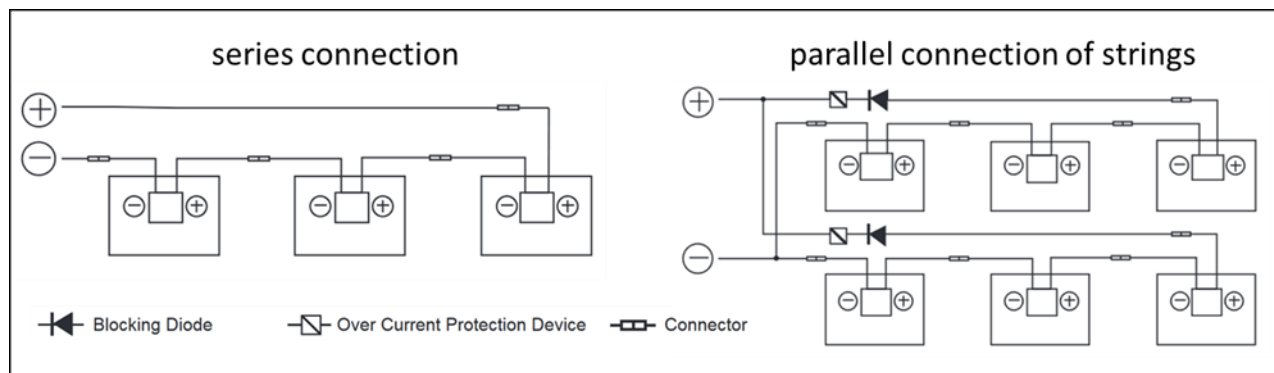 series connection
parallel connection of strings
+
−
− +
− +
− +
+
−
− +
− +
− +
− +
− +
− +
Blocking Diode
Over Current Protection Device
Connector